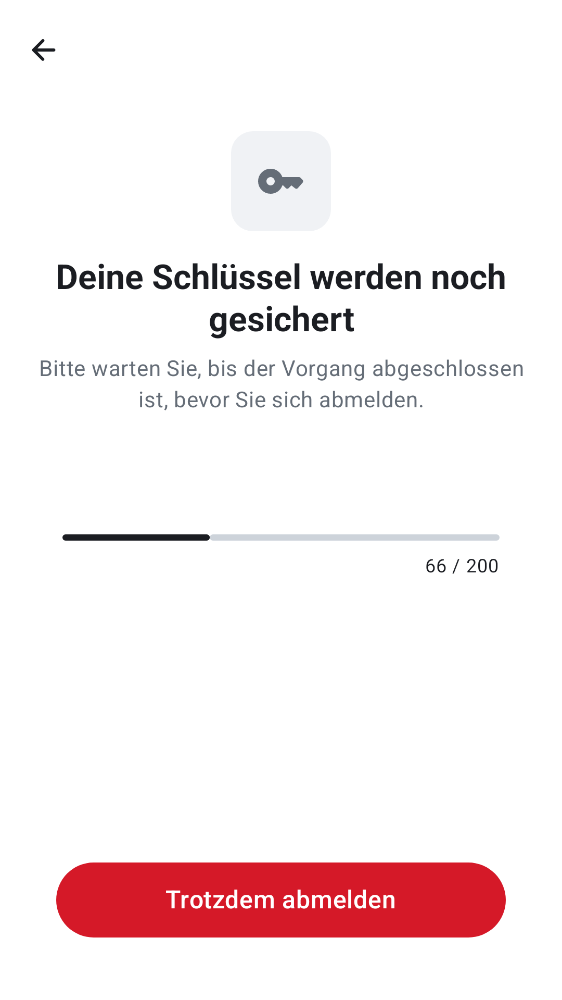 Deine Schlüssel werden noch
gesichert
Bitte warten Sie, bis der Vorgang abgeschlossen
ist, bevor Sie sich abmelden.
66 / 200
Trotzdem abmelden